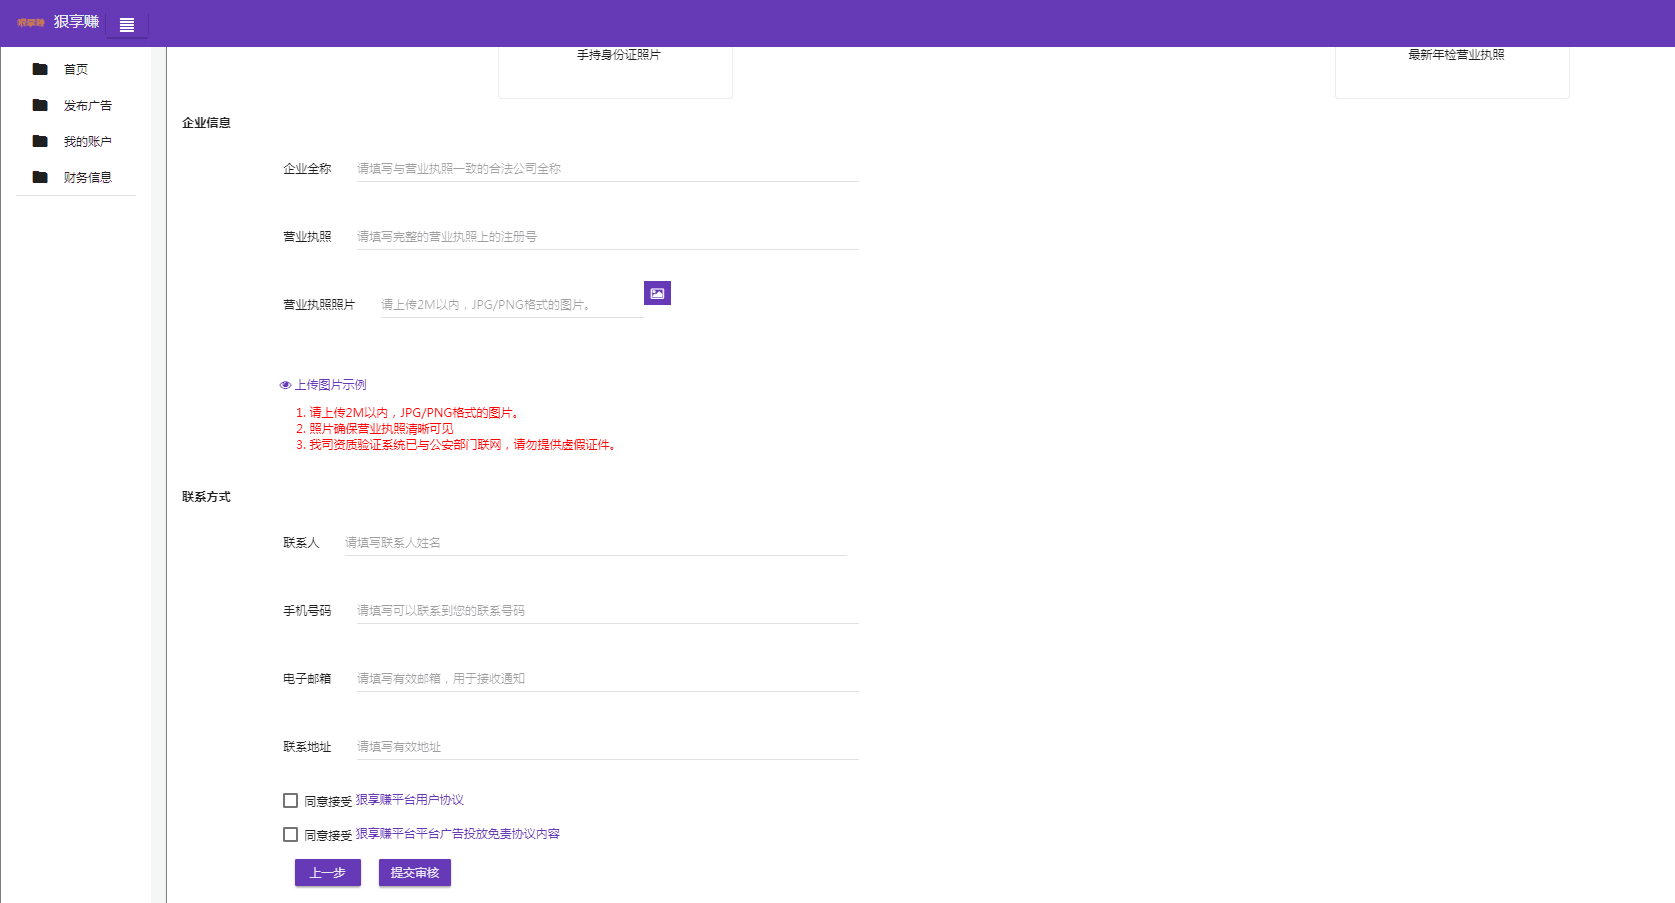 狠享赚 狠享赚
首页
发布广告
我的账户
财务信息
手持身份证照片
最新年检营业执照
企业信息
企业全称 请填写与营业执照一致的合法公司全称
营业执照 请填写完整的营业执照上的注册号
营业执照照片 请上传2M以内，JPG/PNG格式的图片。
上传图片示例
1. 请上传2M以内，JPG/PNG格式的图片。
2. 照片确保营业执照清晰可见
3. 我司资质验证系统已与公安部门联网，请勿提供虚假证件。
联系方式
联系人 请填写联系人姓名
手机号码 请填写可以联系到您的联系号码
电子邮箱 请填写有效邮箱，用于接收通知
联系地址 请填写有效地址
同意接受 狠享赚平台用户协议
同意接受 狠享赚平台平台广告投放免责协议内容
上一步 提交审核